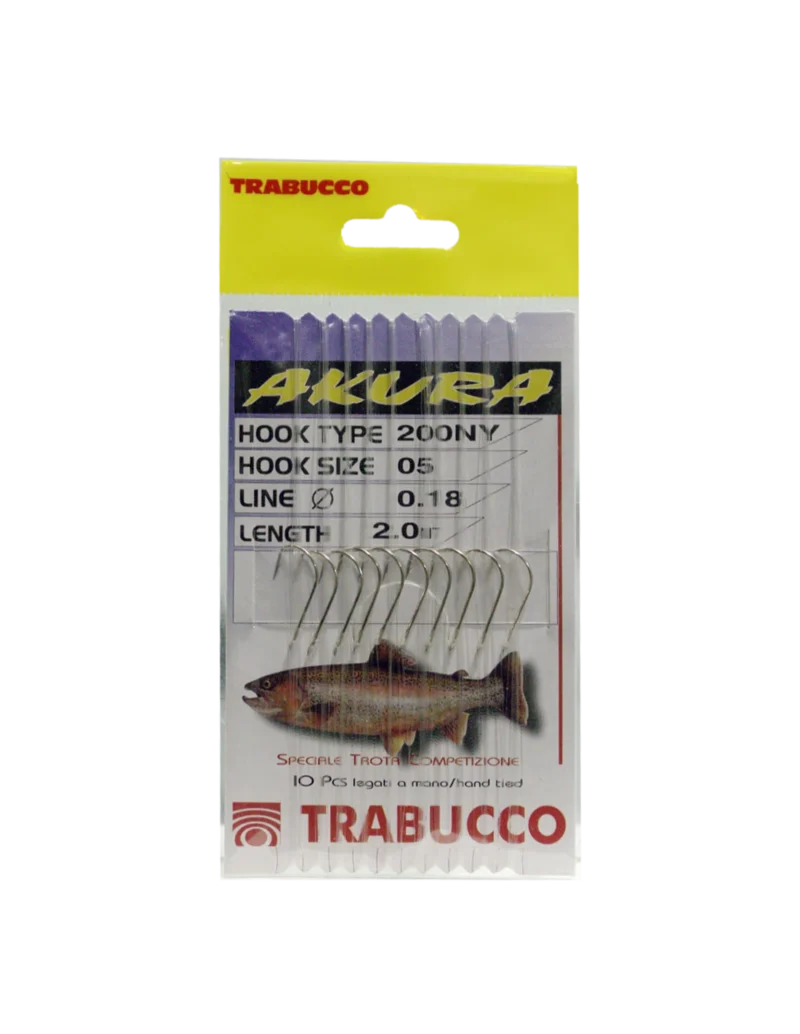 TRABUCCO
AKURA
HOOK TYPE 200NY
HOOK SIZE 05
LINE Ø 0.18
LENGTH 2.0MT
SPECIALE TROTA COMPETIZIONE
10 PCS legati a mano/hand tied
TRABUCCO